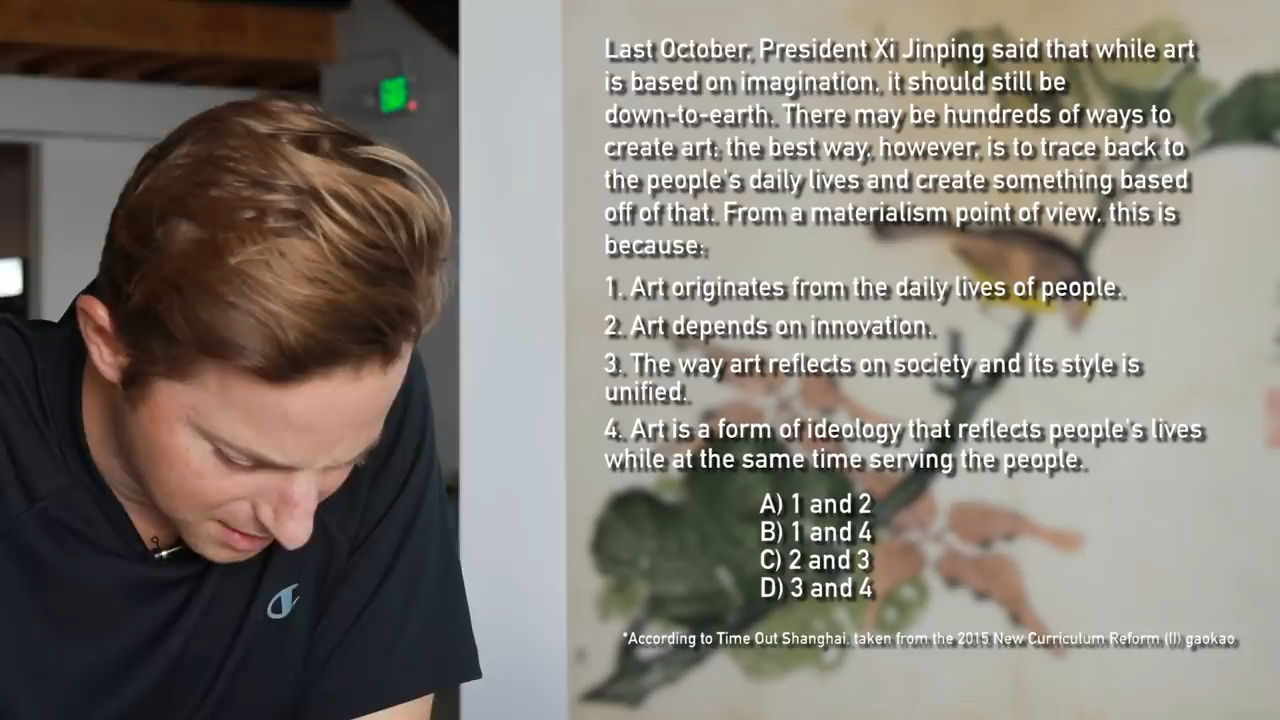 Last October, President Xi Jinping said that while art
is based on imagination, it should still be
down-to-earth. There may be hundreds of ways to
create art; the best way, however, is to trace back to
the people's daily lives and create something based
off of that. From a materialism point of view, this is
because:
1. Art originates from the daily lives of people.
2. Art depends on innovation.
3. The way art reflects on society and its style is
unified.
4. Art is a form of ideology that reflects people's lives
while at the same time serving the people.
A) 1 and 2
B) 1 and 4
C) 2 and 3
D) 3 and 4
*According to Time Out Shanghai, taken from the 2015 New Curriculum Reform (II) gaokao